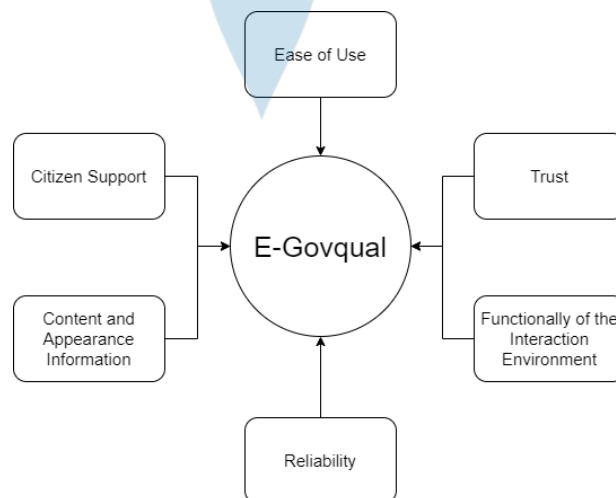 Ease of Use
Citizen Support
Trust
E-Govqual
Content and
Appearance
Information
Functionally of the
Interaction
Environment
Reliability